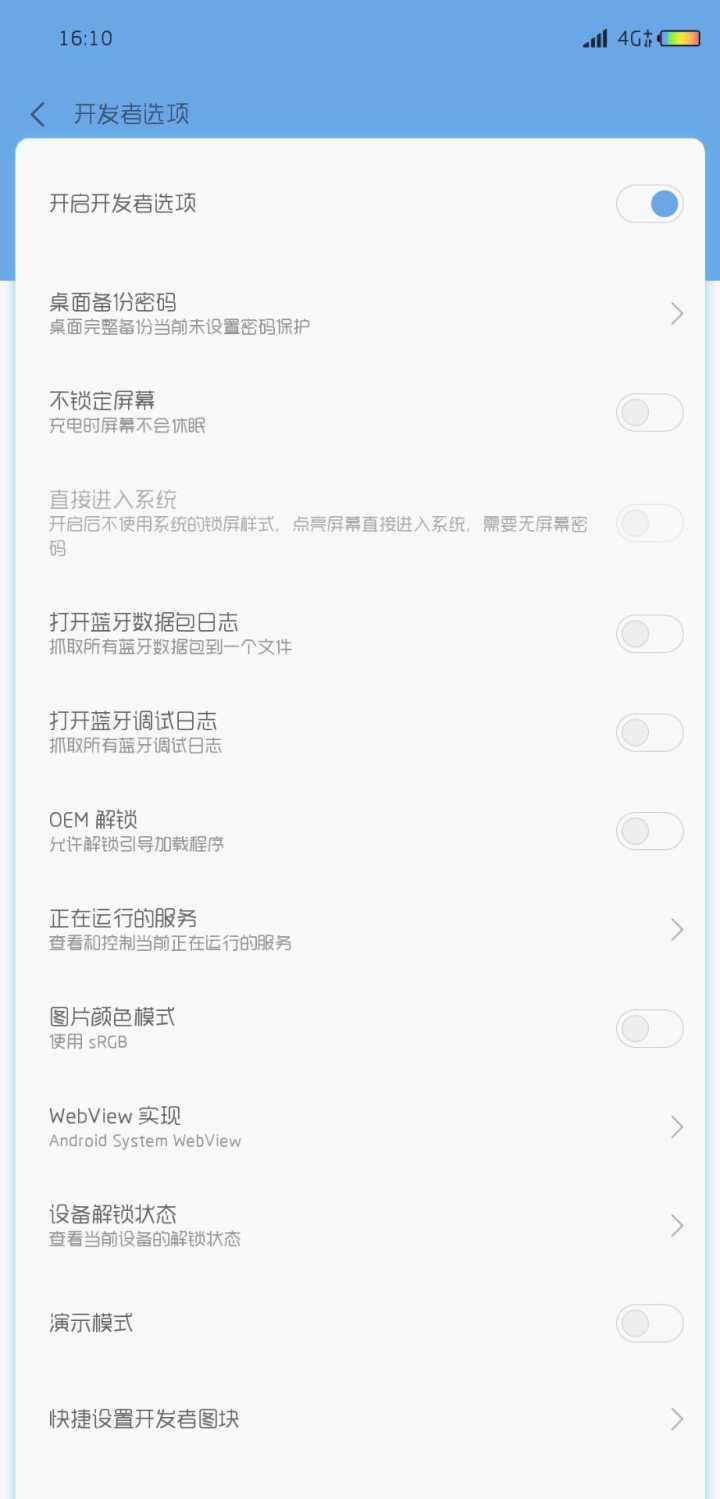 16:10
4G
开发者选项
开启开发者选项
桌面备份密码
桌面完整备份当前未设置密码保护
不锁定屏幕
充电时屏幕不会休眠
直接进入系统
开启后不使用系统的锁屏样式，点亮屏幕直接进入系统，需要无屏幕密
码
打开蓝牙数据包日志
抓取所有蓝牙数据包到一个文件
打开蓝牙调试日志
抓取所有蓝牙调试日志
OEM 解锁
允许解锁引导加载程序
正在运行的服务
查看和控制当前正在运行的服务
图片颜色模式
使用 sRGB
WebView 实现
Android System WebView
设备解锁状态
查看当前设备的解锁状态
演示模式
快捷设置开发者图块